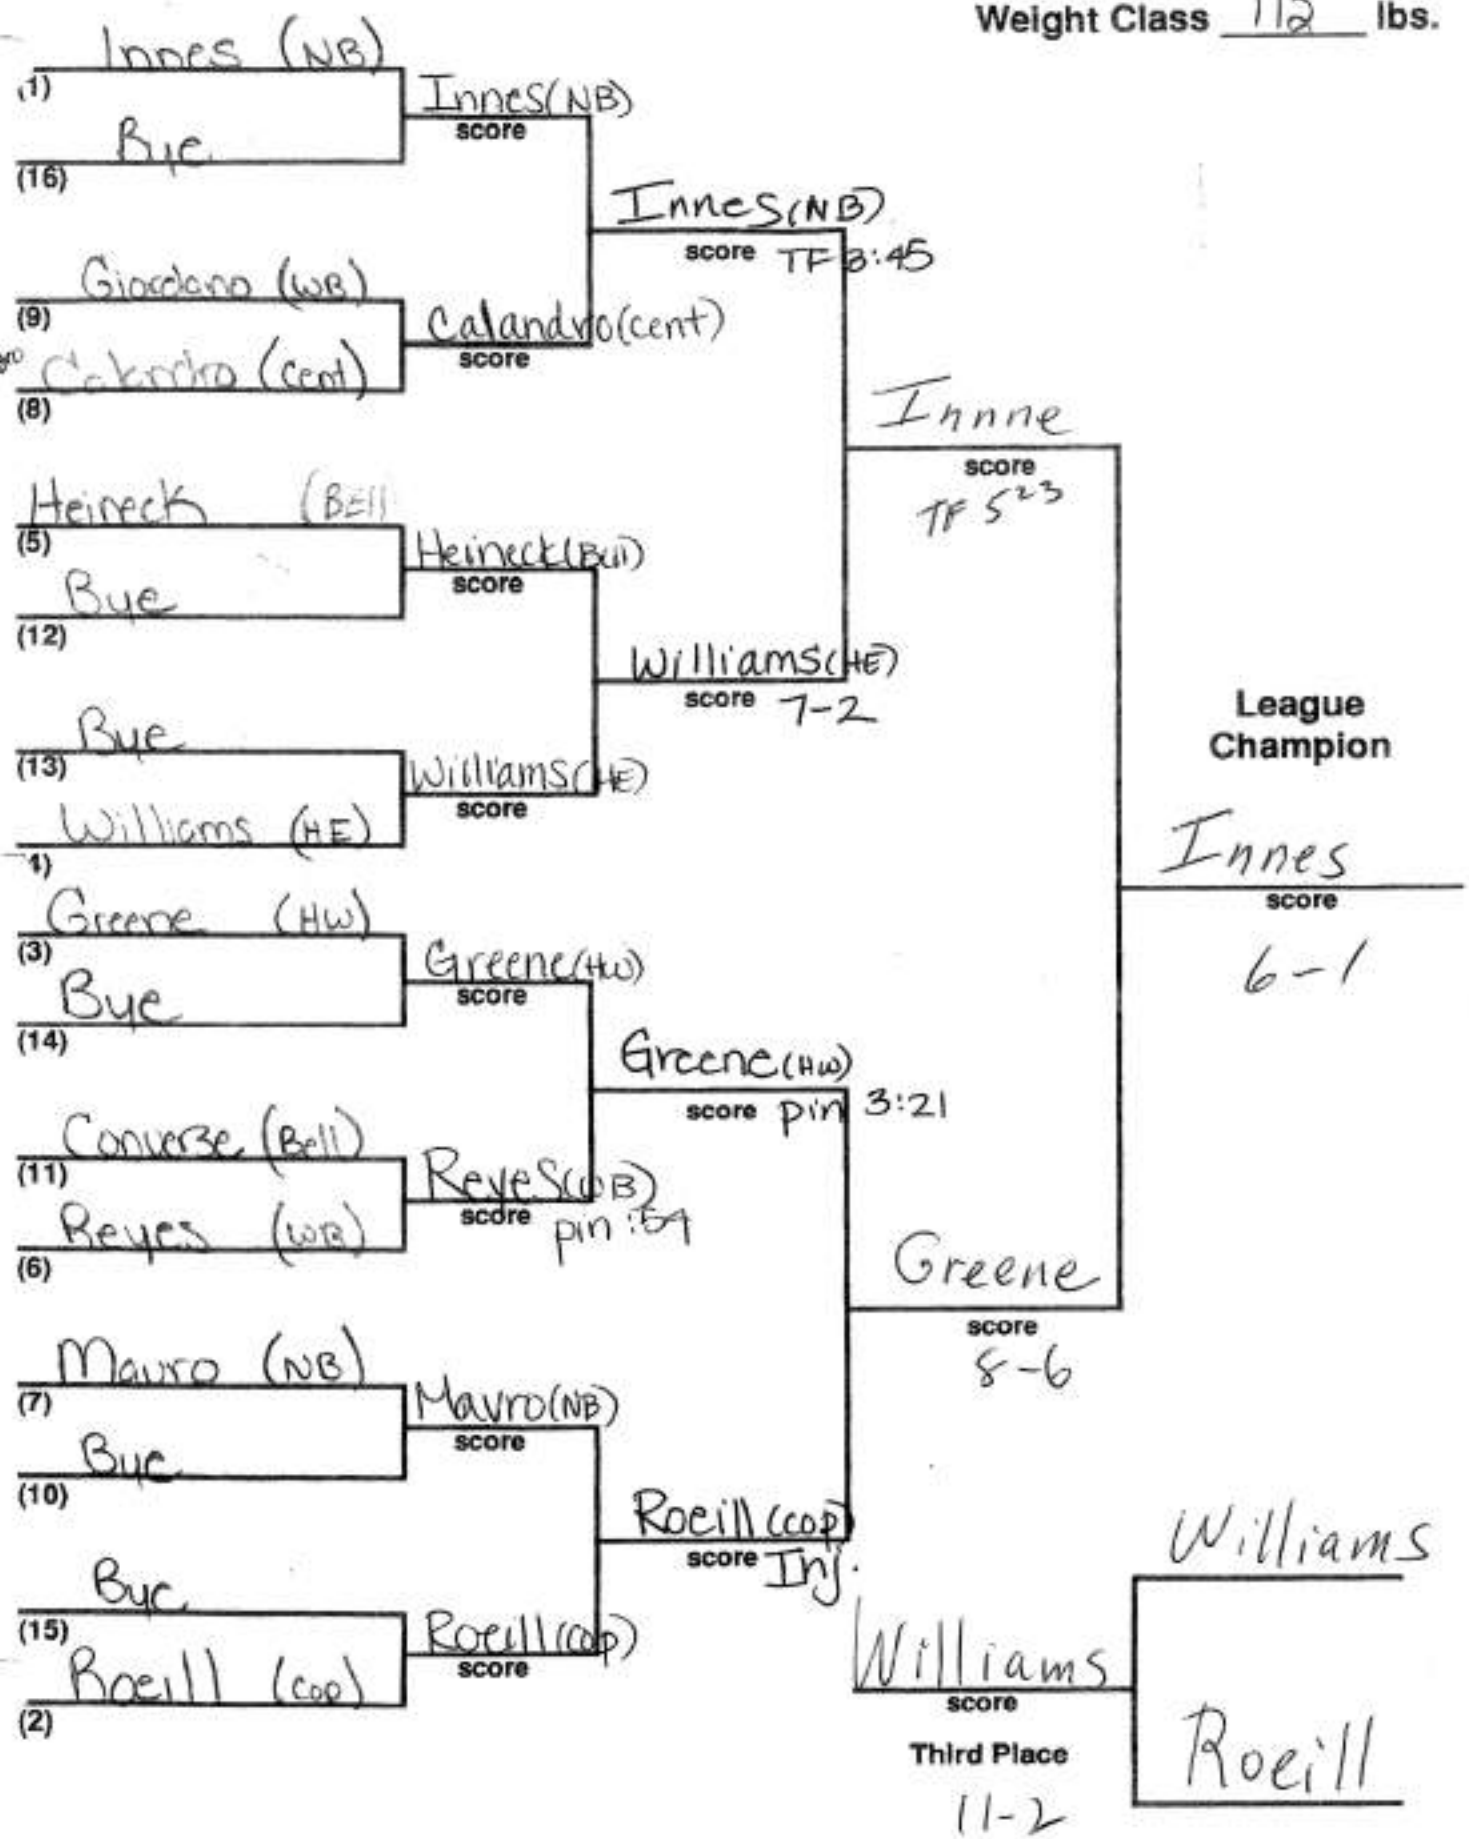 Weight Class 112 lbs.
Innes (NB)
(1)
Innes(NB)
score
Bye
(16)
Innes(NB)
score TF 3:45
Giordano (WB)
(9)
Calandro(cent)
score
Calandro (Cent)
(8)
Innne
score
TF 5 23
Heineck (BEll
(5)
Heineck(Bell)
score
Bye
(12)
Williams(HE)
score 7-2
Bye
(13)
Williams(HE)
score
Williams (HE)
4)
League
Champion
Innes
score
6-1
Greene (HW)
(3)
Greene(HW)
score
Bye
(14)
Greene(HW)
score pin 3:21
Converse (Bell)
(11)
Reyes(WB)
score pin :54
Reyes (WB)
(6)
Greene
score
8-6
Mauro (NB)
(7)
Mauro(NB)
score
Bye
(10)
Roeill (cop)
score Inj.
Bye
(15)
Roeill (cop)
score
Roeill (cop)
(2)
Williams
Williams
score
Third Place
11-2
Roeill